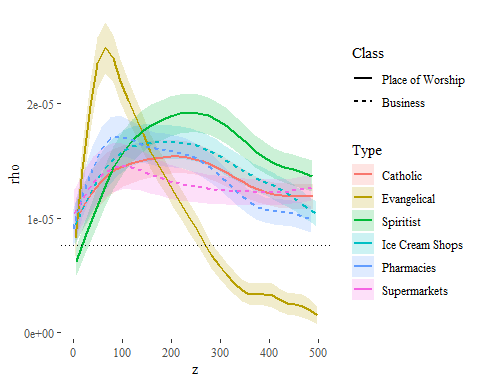 rho
2e-05
1e-05
0e+00
0
100
200
300
400
500
z
Class
Place of Worship
Business
Type
Catholic
Evangelical
Spiritist
Ice Cream Shops
Pharmacies
Supermarkets